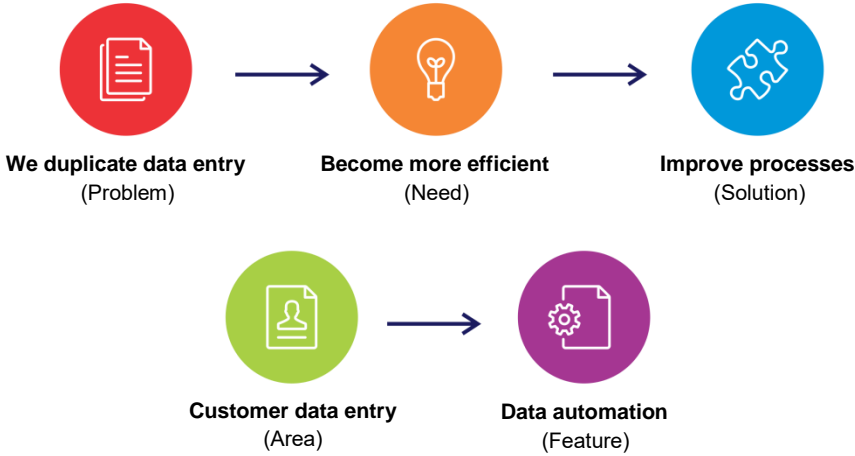 We duplicate data entry
(Problem)
Become more efficient
(Need)
Improve processes
(Solution)
Customer data entry
(Area)
Data automation
(Feature)